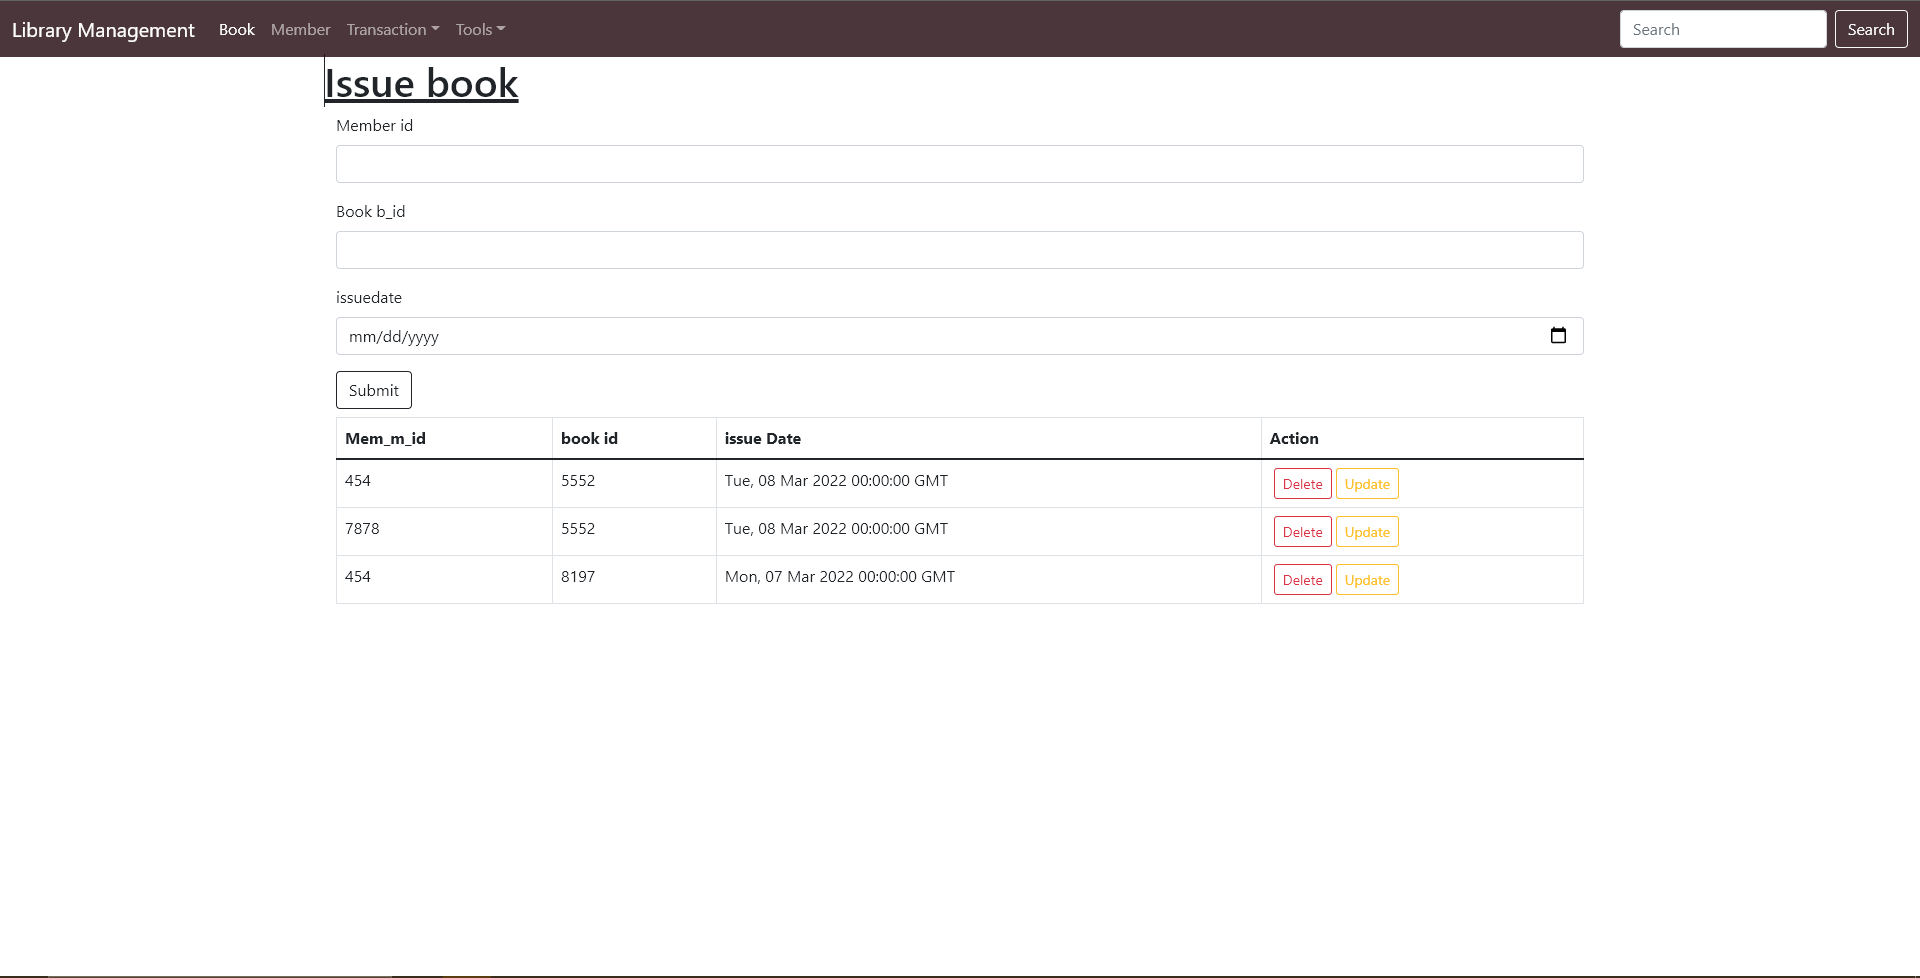 Library Management Book Member Transaction Tools Search Search
Issue book
Member id
Book b_id
issuedate
mm/dd/yyyy
Submit
Mem_m_id book id issue Date Action
454 5552 Tue, 08 Mar 2022 00:00:00 GMT Delete Update
7878 5552 Tue, 08 Mar 2022 00:00:00 GMT Delete Update
454 8197 Mon, 07 Mar 2022 00:00:00 GMT Delete Update